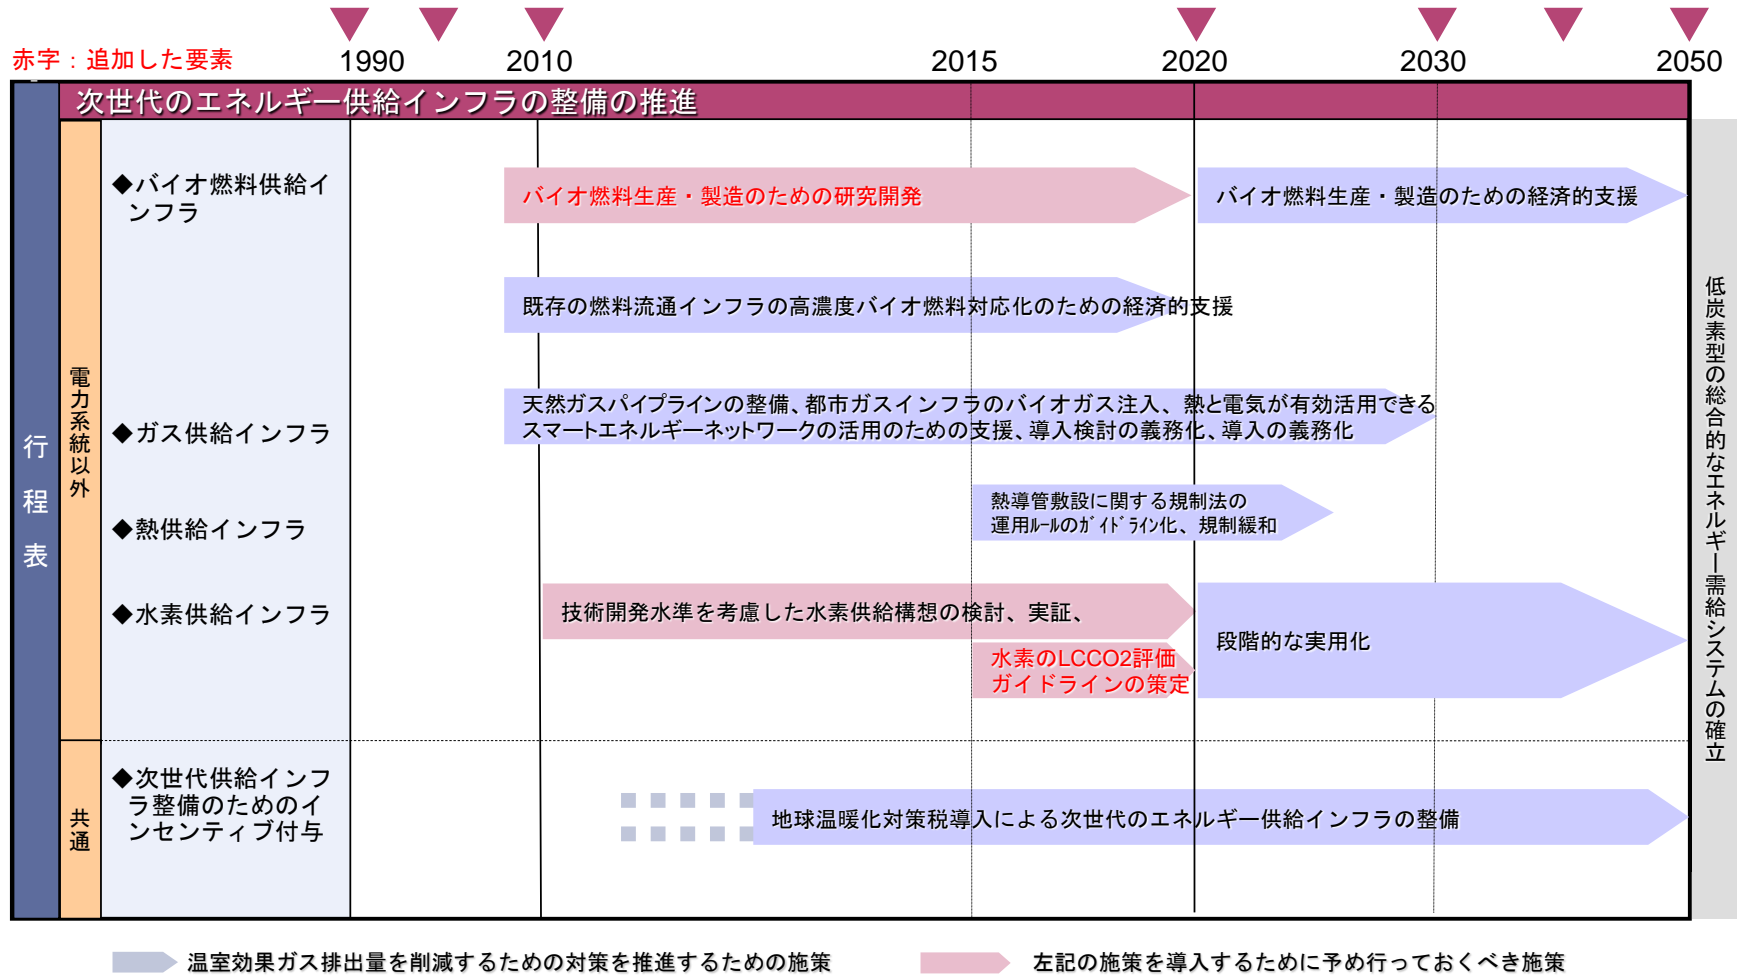 赤字：追加した要素
1990 2010 2015 2020 2030 2050
次世代のエネルギー供給インフラの整備の推進
行程表
電力系統以外
◆バイオ燃料供給イ
ンフラ
バイオ燃料生産・製造のための研究開発
バイオ燃料生産・製造のための経済的支援
既存の燃料流通インフラの高濃度バイオ燃料対応化のための経済的支援
◆ガス供給インフラ
天然ガスパイプラインの整備、都市ガスインフラのバイオガス注入、熱と電気が有効活用できる
スマートエネルギーネットワークの活用のための支援、導入検討の義務化、導入の義務化
◆熱供給インフラ
熱導管敷設に関する規制法の
運用ﾙｰﾙのｶﾞｲﾄﾞﾗｲﾝ化、規制緩和
◆水素供給インフラ
技術開発水準を考慮した水素供給構想の検討、実証、
水素のLCCO2評価
ガイドラインの策定
段階的な実用化
共通
◆次世代供給インフ
ラ整備のためのイ
ンセンティブ付与
地球温暖化対策税導入による次世代のエネルギー供給インフラの整備
低炭素型の総合的なエネルギー需給システムの確立
温室効果ガス排出量を削減するための対策を推進するための施策
左記の施策を導入するために予め行っておくべき施策